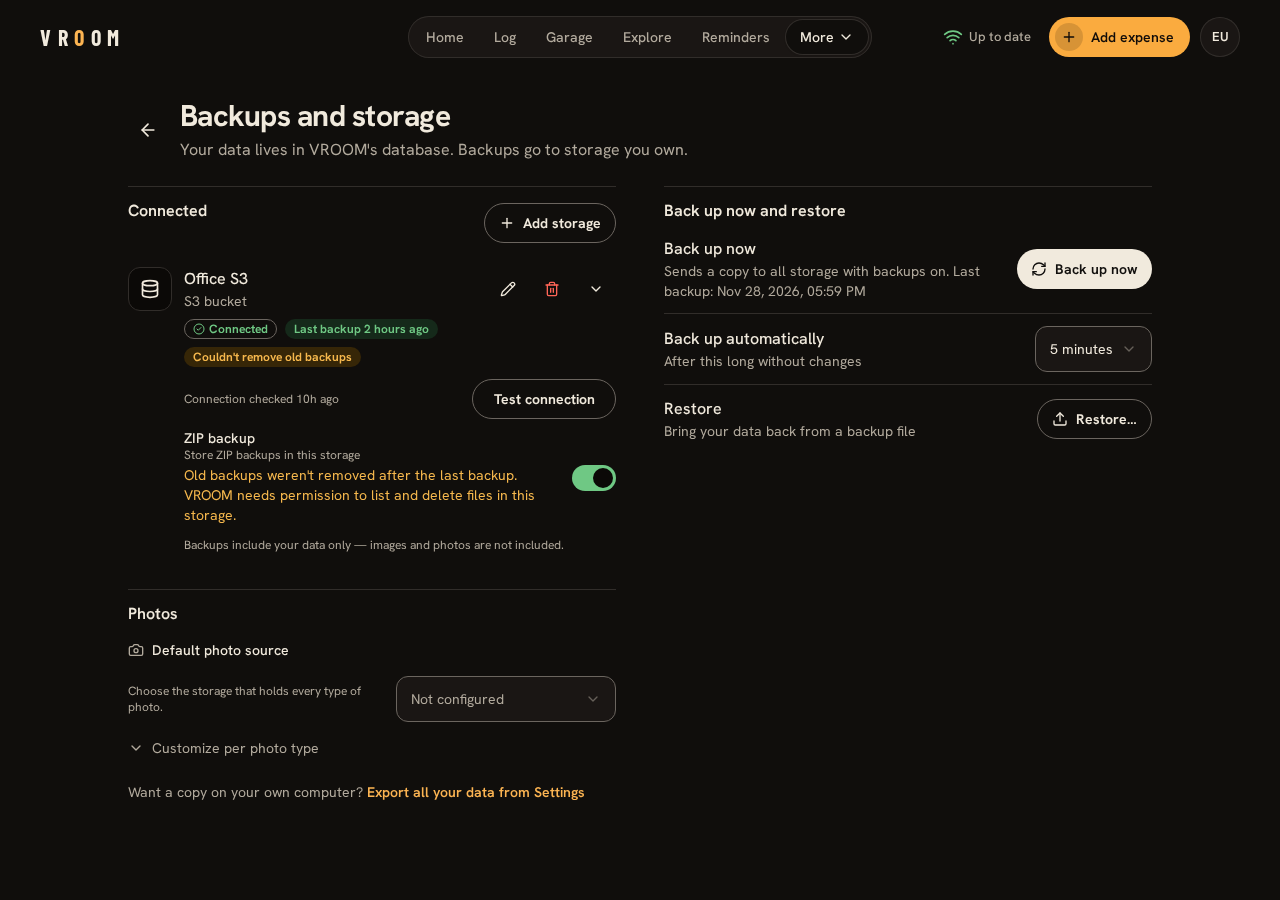 VROOM
Home
Log
Garage
Explore
Reminders
More
Up to date
Add expense
EU
Backups and storage
Your data lives in VROOM's database. Backups go to storage you own.
Connected
Add storage
Office S3
S3 bucket
Connected
Last backup 2 hours ago
Couldn't remove old backups
Connection checked 10h ago
Test connection
ZIP backup
Store ZIP backups in this storage
Old backups weren't removed after the last backup.
VROOM needs permission to list and delete files in this
storage.
Backups include your data only — images and photos are not included.
Photos
Default photo source
Choose the storage that holds every type of
photo.
Not configured
Customize per photo type
Want a copy on your own computer? Export all your data from Settings
Back up now and restore
Back up now
Sends a copy to all storage with backups on. Last
backup: Nov 28, 2026, 05:59 PM
Back up now
Back up automatically
After this long without changes
5 minutes
Restore
Bring your data back from a backup file
Restore...